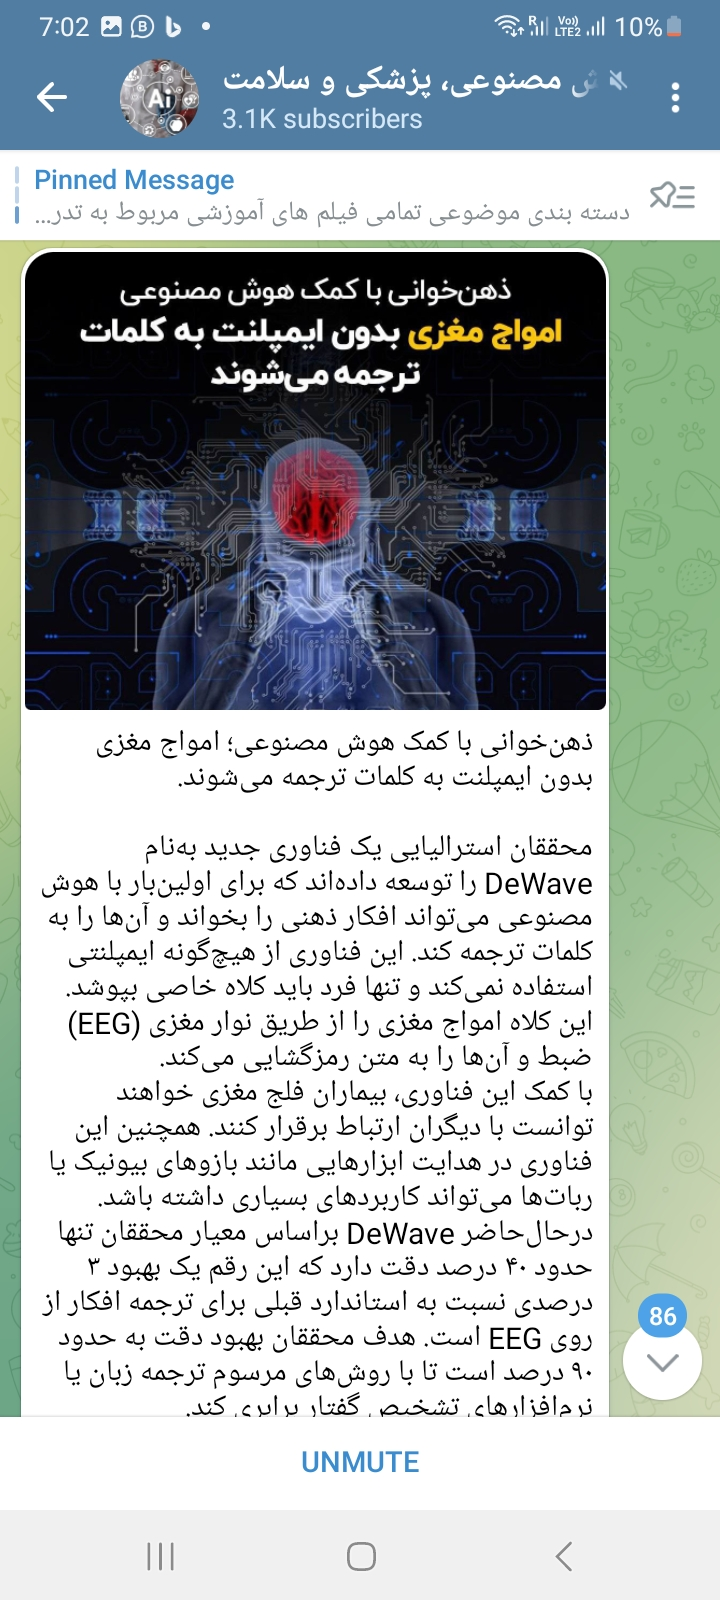 7:02
R
Vo)) LTE2
10%
ش مصنوعی، پزشکی و سلامت
Ai
3.1K subscribers
Pinned Message
دسته بندی موضوعی تمامی فیلم های آموزشی مربوط به تدر...
ذهن‌خوانی با کمک هوش مصنوعی
امواج مغزی بدون ایمپلنت به کلمات
ترجمه می‌شوند
ذهن‌خوانی با کمک هوش مصنوعی؛ امواج مغزی
بدون ایمپلنت به کلمات ترجمه می‌شوند.
محققان استرالیایی یک فناوری جدید به‌نام
DeWave را توسعه داده‌اند که برای اولین‌بار با هوش
مصنوعی می‌تواند افکار ذهنی را بخواند و آن‌ها را به
کلمات ترجمه کند. این فناوری از هیچ‌گونه ایمپلنتی
استفاده نمی‌کند و تنها فرد باید کلاه خاصی بپوشد.
این کلاه امواج مغزی را از طریق نوار مغزی (EEG)
ضبط و آن‌ها را به متن رمزگشایی می‌کند.
با کمک این فناوری، بیماران فلج مغزی خواهند
توانست با دیگران ارتباط برقرار کنند. همچنین این
فناوری در هدایت ابزارهایی مانند بازوهای بیونیک یا
ربات‌ها می‌تواند کاربردهای بسیاری داشته باشد.
درحال‌حاضر DeWave براساس معیار محققان تنها
حدود ۴۰ درصد دقت دارد که این رقم یک بهبود ۳
درصدی نسبت به استاندارد قبلی برای ترجمه افکار از
روی EEG است. هدف محققان بهبود دقت به حدود
۹۰ درصد است تا با روش‌های مرسوم ترجمه زبان یا
نرم‌افزارهای تشخیص گفتار برابری کند.
86
UNMUTE